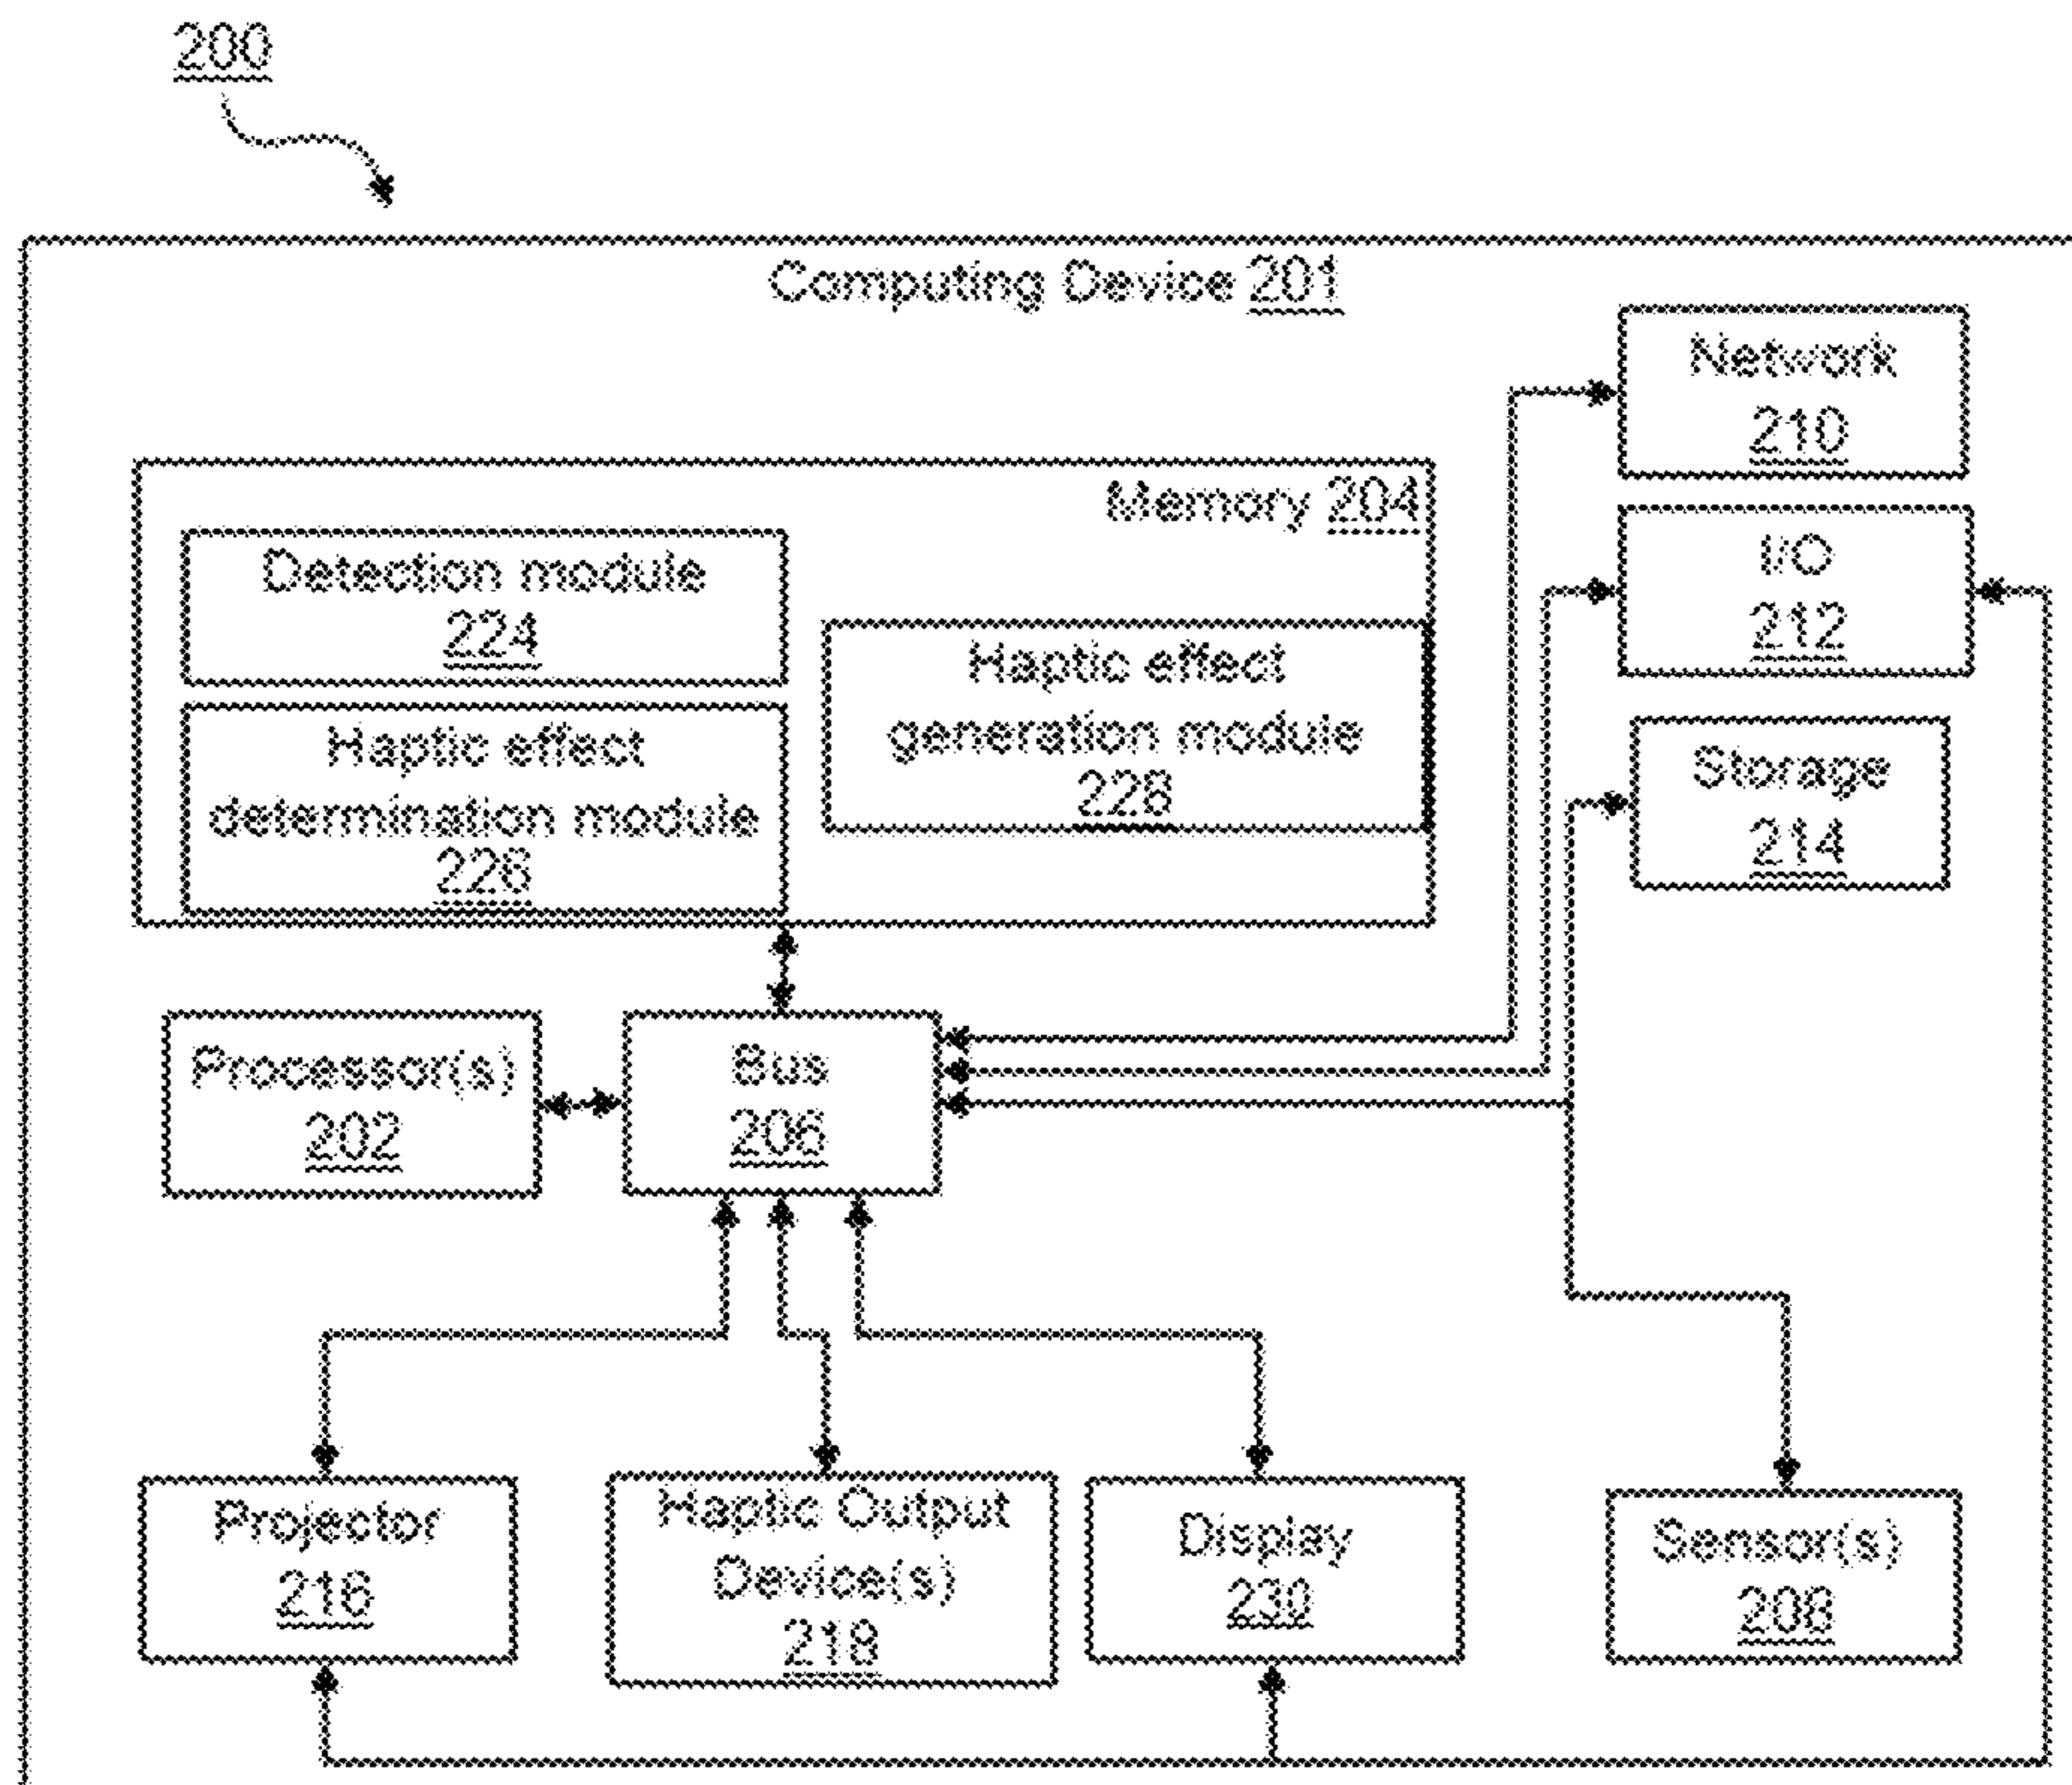 200
Computing Device 201
Network
210
Memory 204
I/O
212
Detection module
224
Haptic effect
generation module
228
Haptic effect
determination module
226
Storage
214
Processor(s)
202
Bus
206
Projector
216
Haptic Output
Device(s)
218
Display
230
Sensor(s)
208